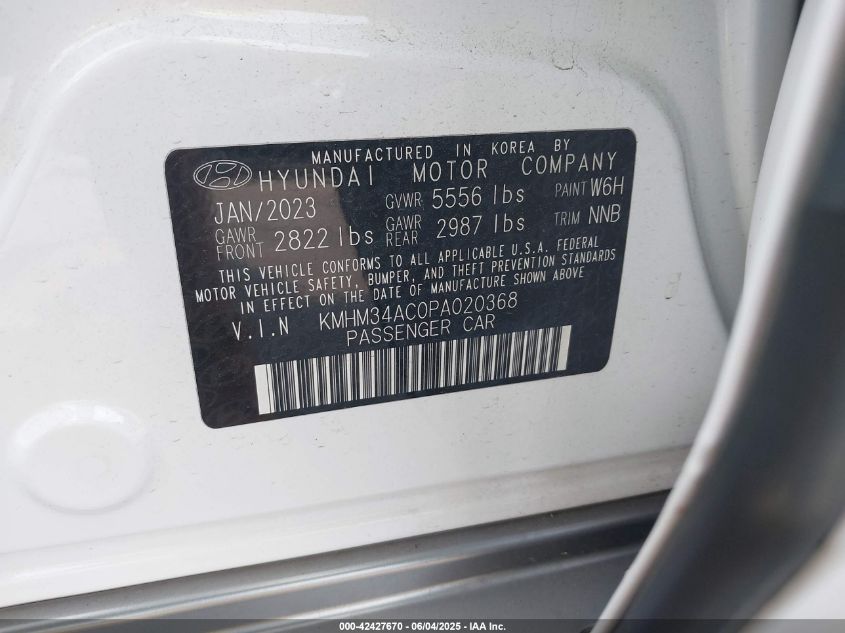 MANUFACTURED IN KOREA BY
HYUNDAI MOTOR COMPANY
JAN/2023 GVWR 5556 lbs PAINT W6H
GAWR FRONT 2822 lbs GAWR REAR 2987 lbs TRIM NNB
THIS VEHICLE CONFORMS TO ALL APPLICABLE U.S.A. FEDERAL
MOTOR VEHICLE SAFETY, BUMPER, AND THEFT PREVENTION STANDARDS
IN EFFECT ON THE DATE OF MANUFACTURE SHOWN ABOVE
V.I.N KMHM34AC0PA020368
PASSENGER CAR
000-42427670 - 06/04/2025 - IAA Inc.